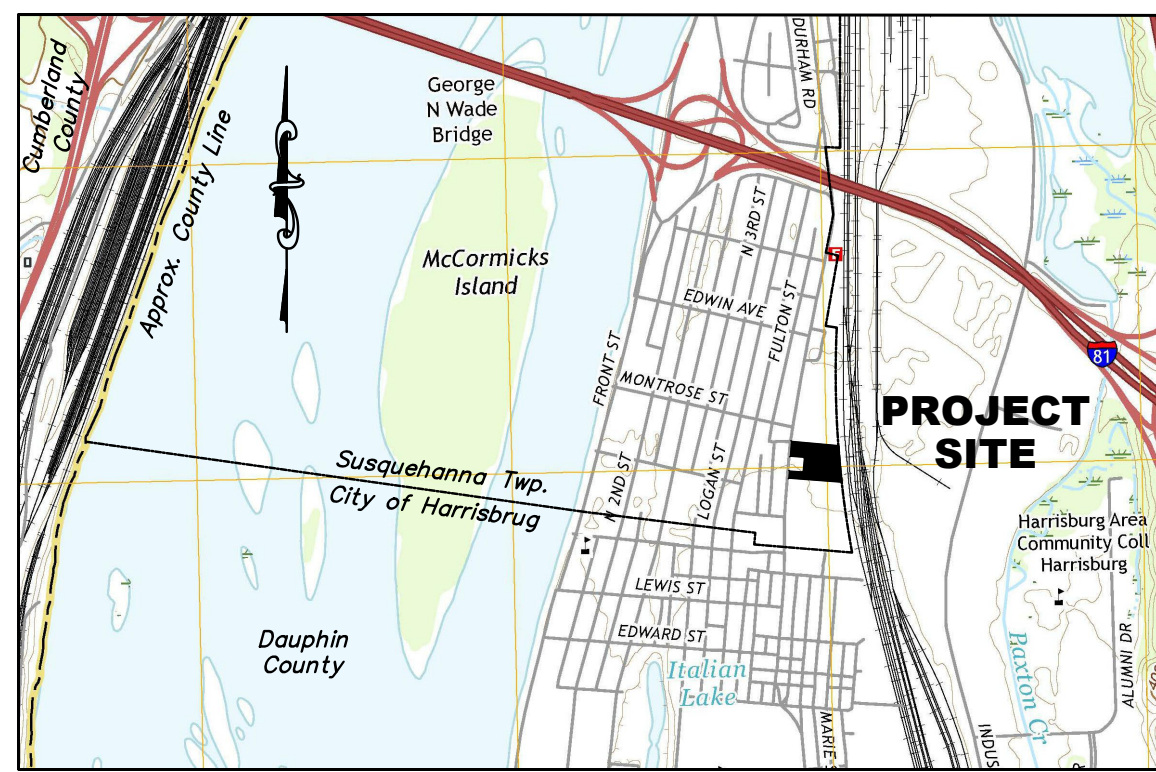 Cumberland
County
Approx. County Line
George
N Wade
Bridge
DURHAM RD
N 3RD ST
McCormicks
Island
EDWIN AVE
FULTON ST
FRONT ST
81
MONTROSE ST
PROJECT
SITE
Susquehanna Twp.
City of Harrisbrug
N 2ND ST
LOGAN ST
Harrisburg Area
Community Coll
Harrisburg
LEWIS ST
EDWARD ST
Dauphin
County
Italian
Lake
Paxton Cr
ALUMNI DR
MARIE
INDUS